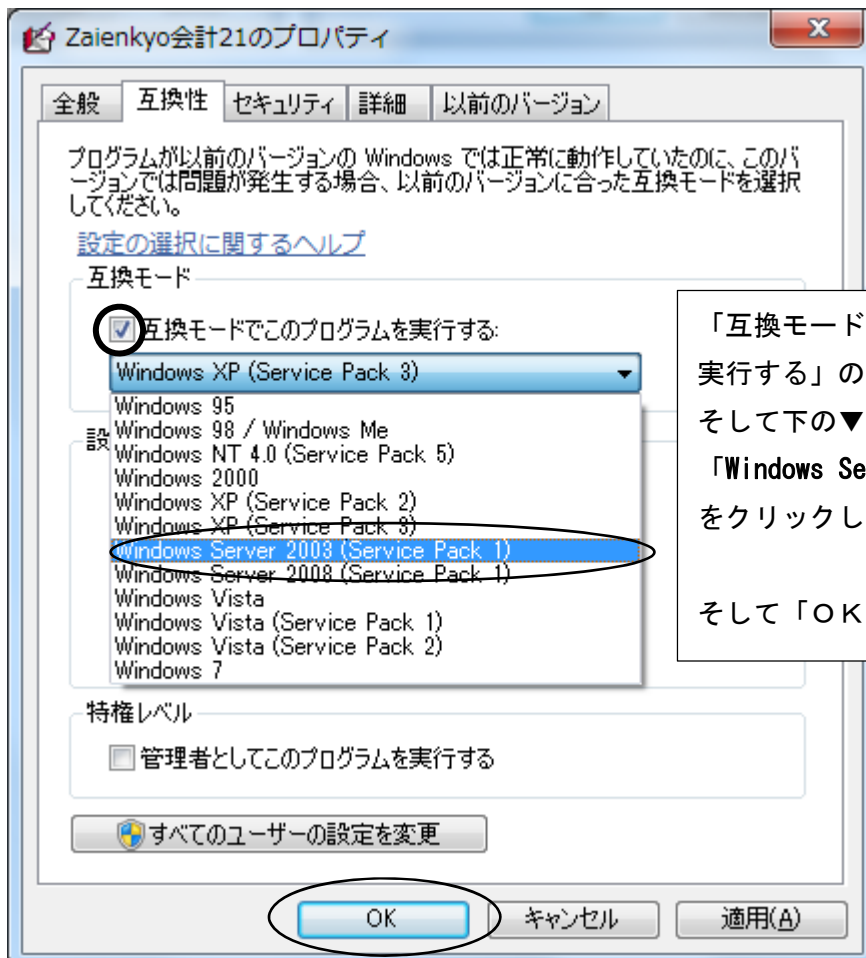 Zaienkyo会計21のプロパティ
全般 互換性 セキュリティ 詳細 以前のバージョン
プログラムが以前のバージョンの Windows では正常に動作していたのに、このバ
ージョンでは問題が発生する場合、以前のバージョンに合った互換モードを選択
してください。
設定の選択に関するヘルプ
互換モード
互換モードでこのプログラムを実行する:
Windows XP (Service Pack 3)
Windows 95
Windows 98 / Windows Me
設
Windows NT 4.0 (Service Pack 5)
Windows 2000
Windows XP (Service Pack 2)
Windows XP (Service Pack 3)
Windows Server 2003 (Service Pack 1)
Windows Server 2008 (Service Pack 1)
Windows Vista
Windows Vista (Service Pack 1)
Windows Vista (Service Pack 2)
Windows 7
「互換モード
実行する」の
そして下の▼
「Windows Se
をクリックし
そして「ＯＫ
特権レベル
管理者としてこのプログラムを実行する
すべてのユーザーの設定を変更
OK キャンセル 適用(A)